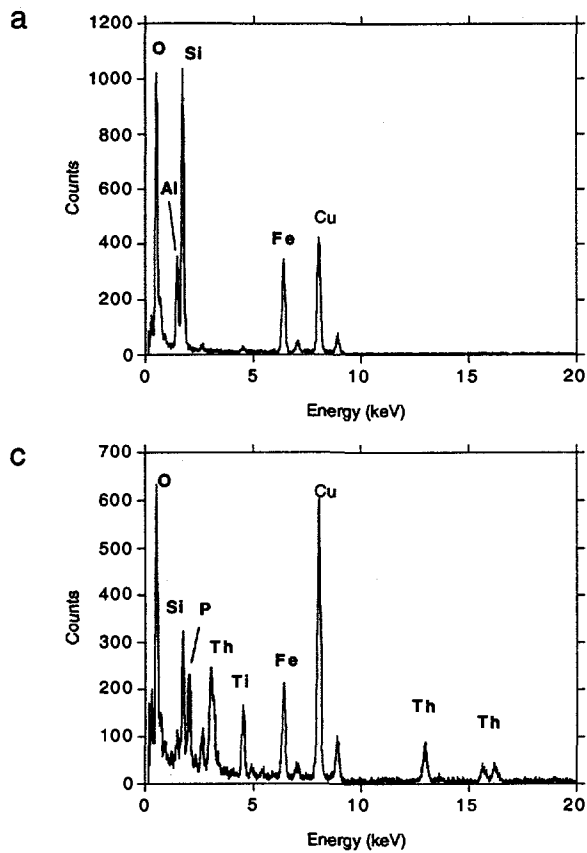 a
1200
1000
800
600
400
200
0
Counts
O
Si
Al
Fe
Cu
0 5 10 15 20
Energy (keV)
c
700
600
500
400
300
200
100
0
Counts
O
Si
P
Th
Ti
Fe
Cu
Th
Th
0 5 10 15 20
Energy (keV)